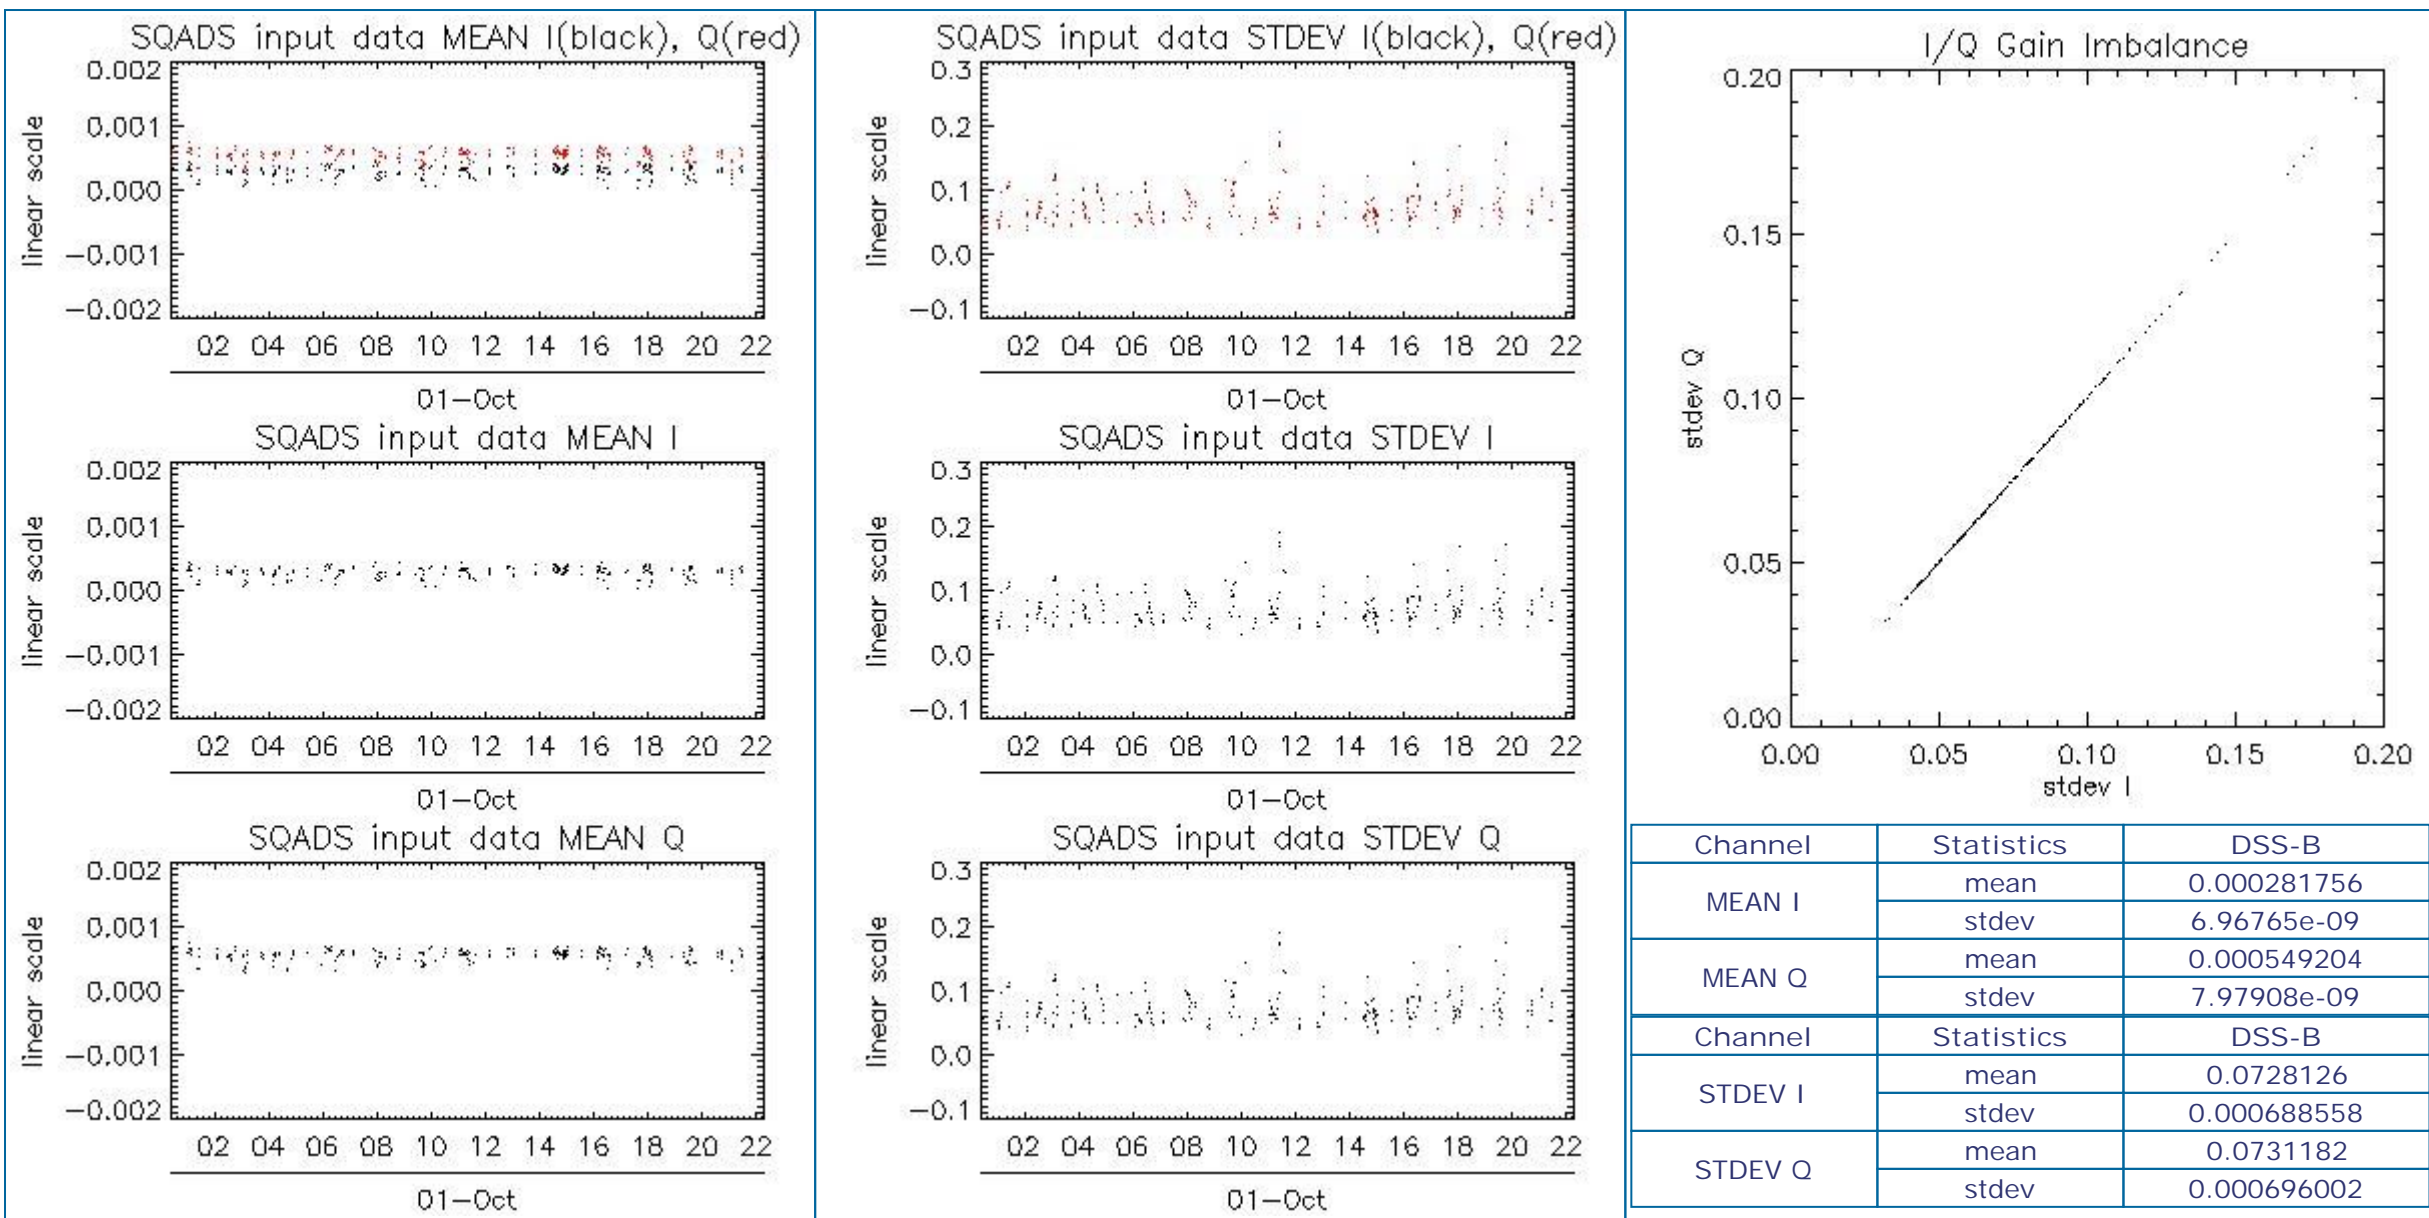 SQADS input data MEAN I(black), Q(red)
0.002
0.001
0.000
−0.001
−0.002
linear scale
02 04 06 08 10 12 14 16 18 20 22
01−Oct
SQADS input data MEAN I
0.002
0.001
0.000
−0.001
−0.002
linear scale
02 04 06 08 10 12 14 16 18 20 22
01−Oct
SQADS input data MEAN Q
0.002
0.001
0.000
−0.001
−0.002
linear scale
02 04 06 08 10 12 14 16 18 20 22
01−Oct
SQADS input data STDEV I(black), Q(red)
0.3
0.2
0.1
0.0
−0.1
linear scale
02 04 06 08 10 12 14 16 18 20 22
01−Oct
SQADS input data STDEV I
0.3
0.2
0.1
0.0
−0.1
linear scale
02 04 06 08 10 12 14 16 18 20 22
01−Oct
SQADS input data STDEV Q
0.3
0.2
0.1
0.0
−0.1
linear scale
02 04 06 08 10 12 14 16 18 20 22
01−Oct
I/Q Gain Imbalance
0.20
0.15
0.10
0.05
0.00
stdev Q
0.00 0.05 0.10 0.15 0.20
stdev I
Channel Statistics DSS-B
MEAN I mean 0.000281756
stdev 6.96765e-09
MEAN Q mean 0.000549204
stdev 7.97908e-09
Channel Statistics DSS-B
STDEV I mean 0.0728126
stdev 0.000688558
STDEV Q mean 0.0731182
stdev 0.000696002